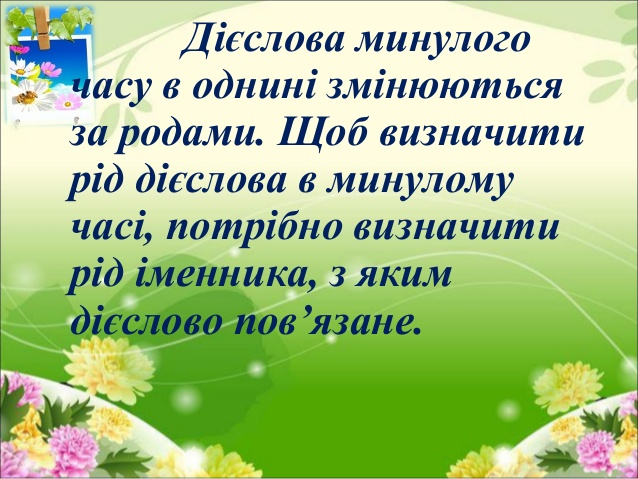 Дієслова минулого
часу в однині змінюються
за родами. Щоб визначити
рід дієслова в минулому
часі, потрібно визначити
рід іменника, з яким
дієслово пов’язане.